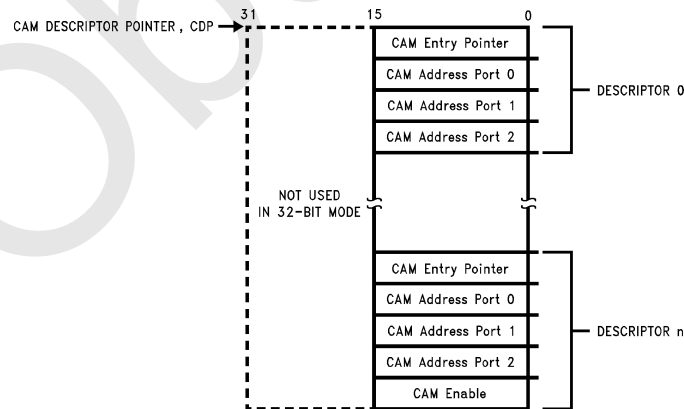 31
15
0
CAM DESCRIPTOR POINTER, CDP
CAM Entry Pointer
CAM Address Port 0
CAM Address Port 1
CAM Address Port 2
DESCRIPTOR 0
NOT USED
IN 32-BIT MODE
CAM Entry Pointer
CAM Address Port 0
CAM Address Port 1
CAM Address Port 2
CAM Enable
DESCRIPTOR n